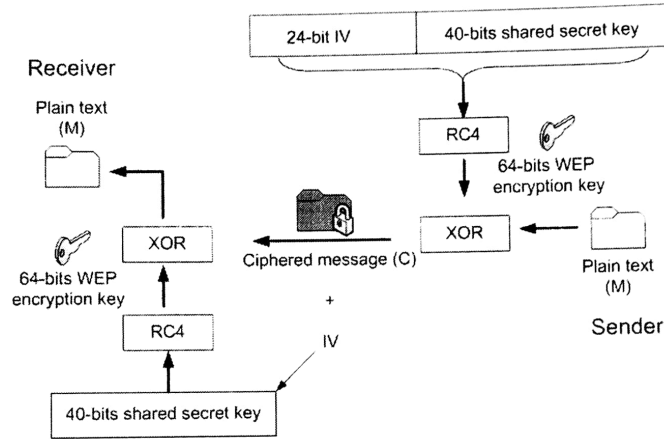 24-bit IV
40-bits shared secret key
Receiver
Plain text
(M)
RC4
64-bits WEP
encryption key
XOR
XOR
Ciphered message (C)
Plain text
(M)
64-bits WEP
encryption key
+
Sender
RC4
IV
40-bits shared secret key